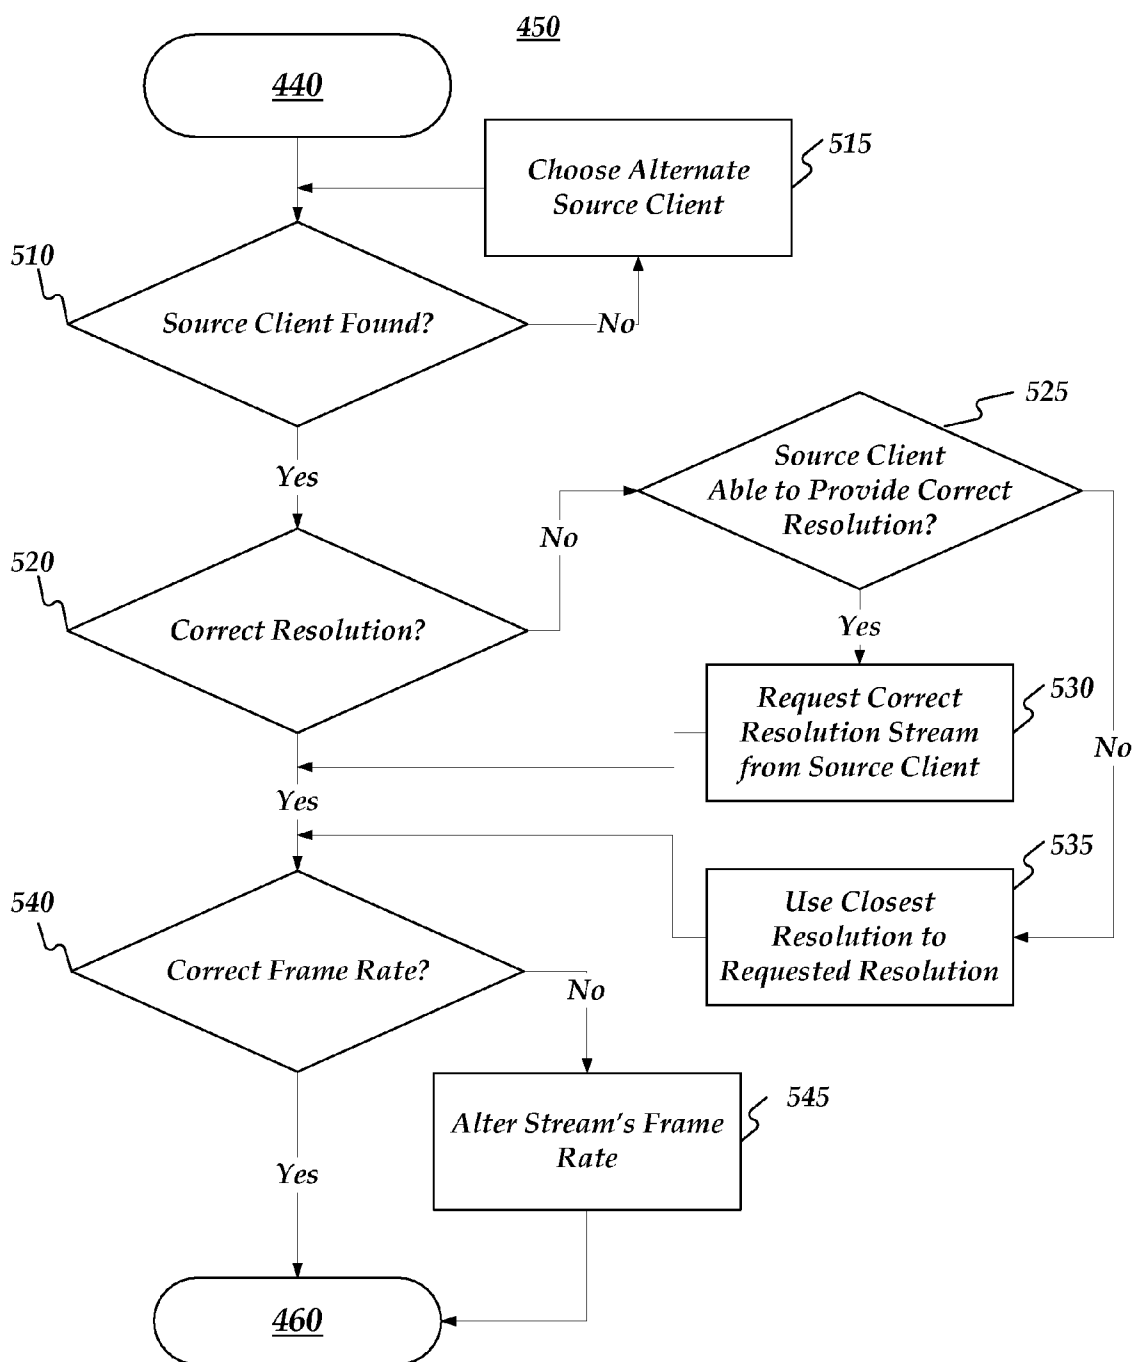 450
440
Choose Alternate
Source Client
515
510
Source Client Found?
No
Yes
525
Source Client
Able to Provide Correct
Resolution?
No
520
Correct Resolution?
Yes
Request Correct
Resolution Stream
from Source Client
530
No
Yes
535
Use Closest
Resolution to
Requested Resolution
540
Correct Frame Rate?
No
Alter Stream's Frame
Rate
545
Yes
460